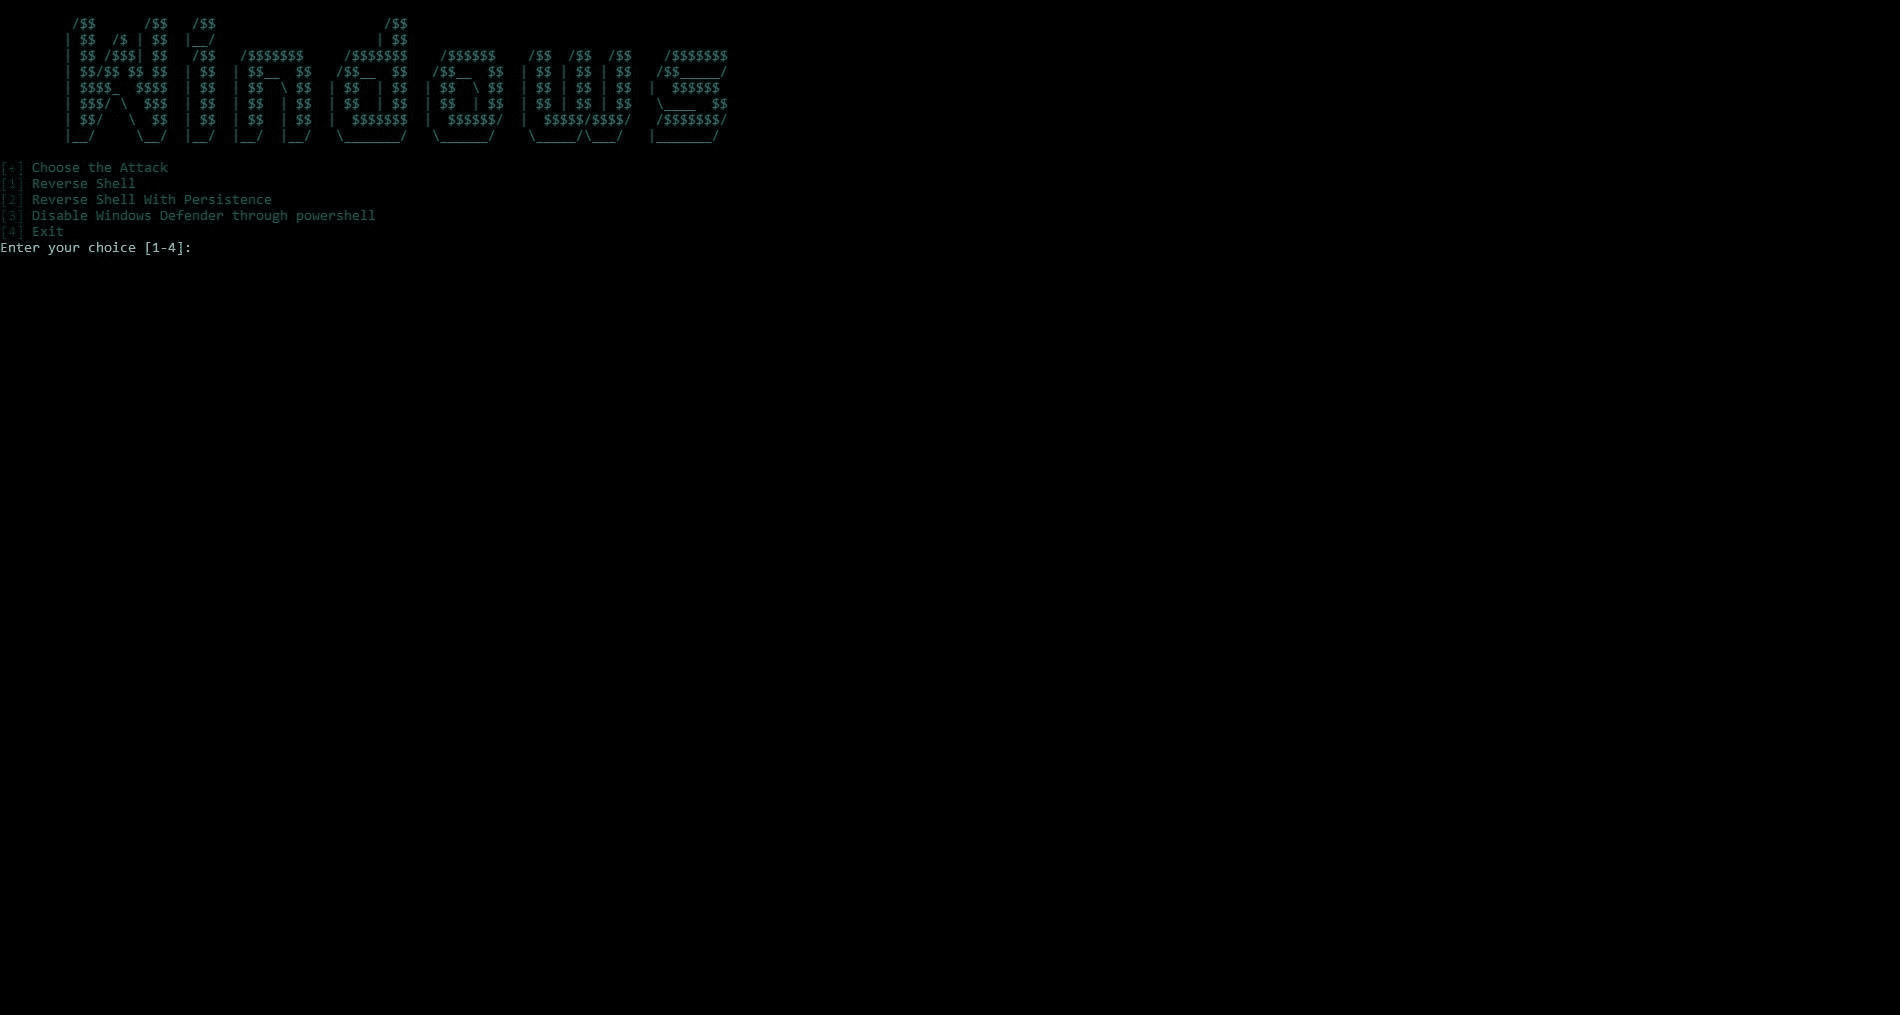 /$$      /$$  /$$                     /$$
| $$  /$ | $$  |__/                    | $$
| $$ /$$$| $$   /$$   /$$$$$$$     /$$$$$$$    /$$$$$$    /$$  /$$  /$$    /$$$$$$$
| $$/$$ $$ $$  | $$  | $$__  $$   /$$__  $$   /$$__  $$  | $$ | $$ | $$   /$$_____/
| $$$$_  $$$$  | $$  | $$  \ $$  | $$  | $$  | $$  \ $$  | $$ | $$ | $$  |  $$$$$$
| $$$/ \  $$$  | $$  | $$  | $$  | $$  | $$  | $$  | $$  | $$ | $$ | $$   \____  $$
| $$/   \  $$  | $$  | $$  | $$  |  $$$$$$$  |  $$$$$$/  |  $$$$$/$$$$/   /$$$$$$$/
|__/     \__/  |__/  |__/  |__/   \_______/   \______/    \_____/\___/   |_______/
[+] Choose the Attack
[1] Reverse Shell
[2] Reverse Shell With Persistence
[3] Disable Windows Defender through powershell
[4] Exit
Enter your choice [1-4]: